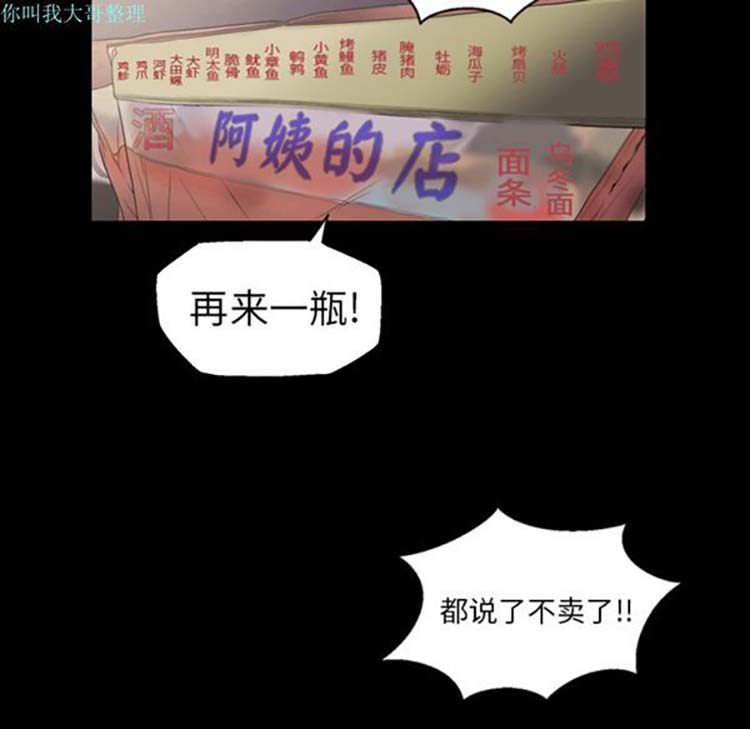 你叫我大哥整理
鸡胗 鸡爪 河虾 大田螺 大虾 明太鱼 脆骨 鱿鱼 小章鱼 鹌鹑 小黄鱼 烤鳗鱼 猪皮 腌猪肉 牡蛎 海瓜子 烤扇贝
酒 阿姨的店 面条 乌冬面
再来一瓶!
都说了不卖了!!